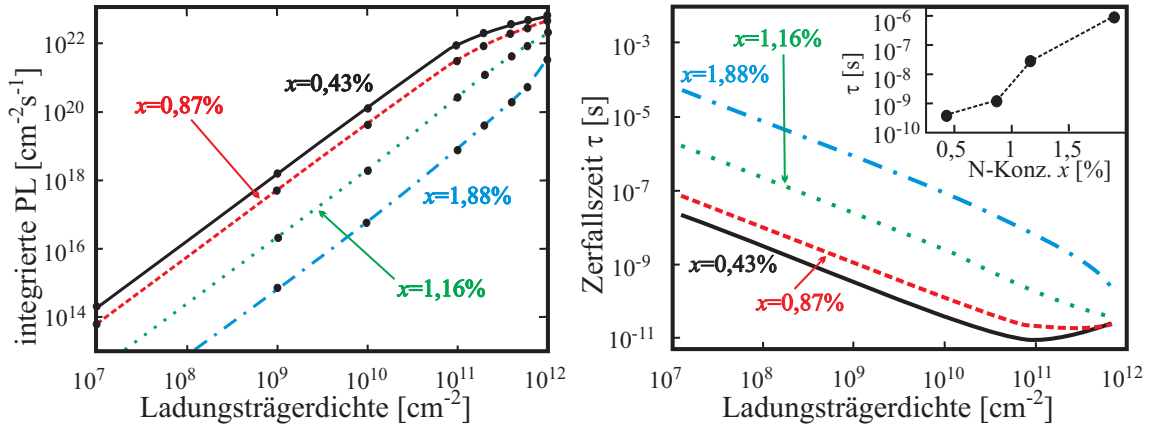 integrierte PL [cm⁻²s⁻¹]
10²²
10²⁰
10¹⁸
10¹⁶
10¹⁴
x=0,43%
x=0,87%
x=1,88%
x=1,16%
10⁷ 10⁸ 10⁹ 10¹⁰ 10¹¹ 10¹²
Ladungsträgerdichte [cm⁻²]
Zerfallszeit τ [s]
10⁻³
10⁻⁵
10⁻⁷
10⁻⁹
10⁻¹¹
x=1,16%
x=1,88%
x=0,43%
x=0,87%
10⁷ 10⁸ 10⁹ 10¹⁰ 10¹¹ 10¹²
Ladungsträgerdichte [cm⁻²]
τ [s]
10⁻⁶
10⁻⁷
10⁻⁸
10⁻⁹
10⁻¹⁰
0,5 1 1,5
N-Konz. x [%]